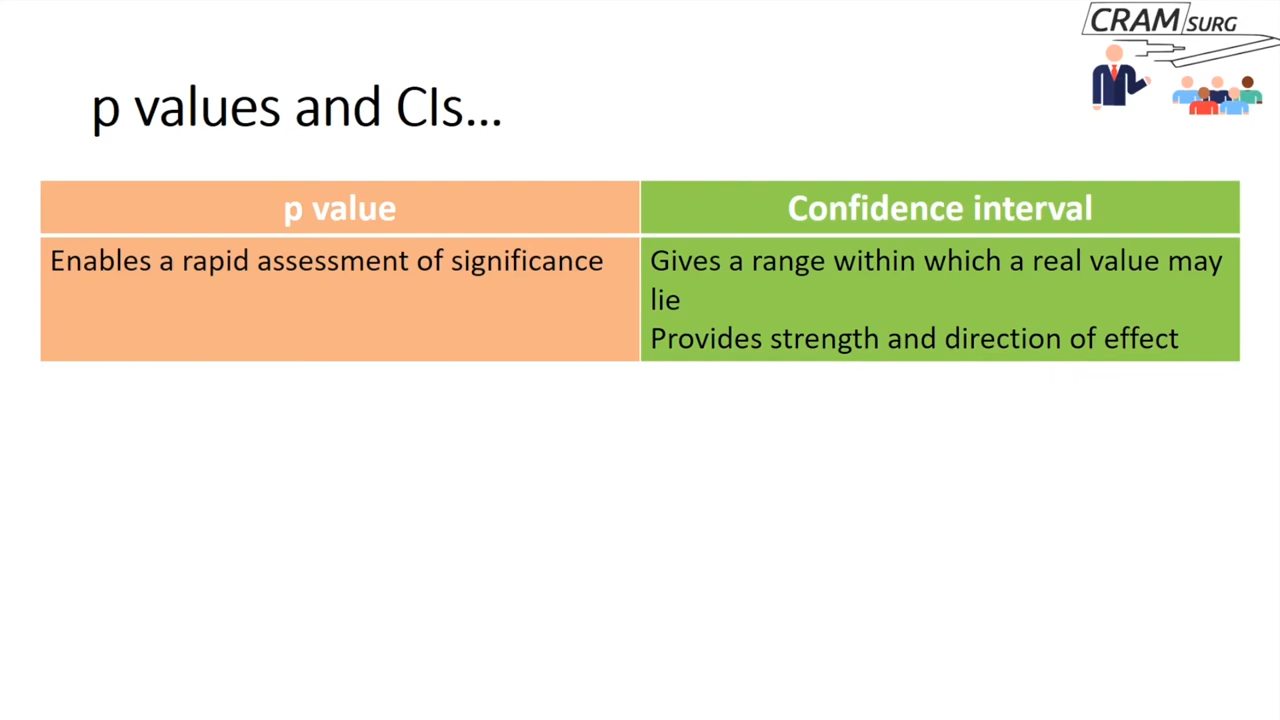 CRAM SURG
p values and CIs...
p value
Confidence interval
Enables a rapid assessment of significance
Gives a range within which a real value may
lie
Provides strength and direction of effect